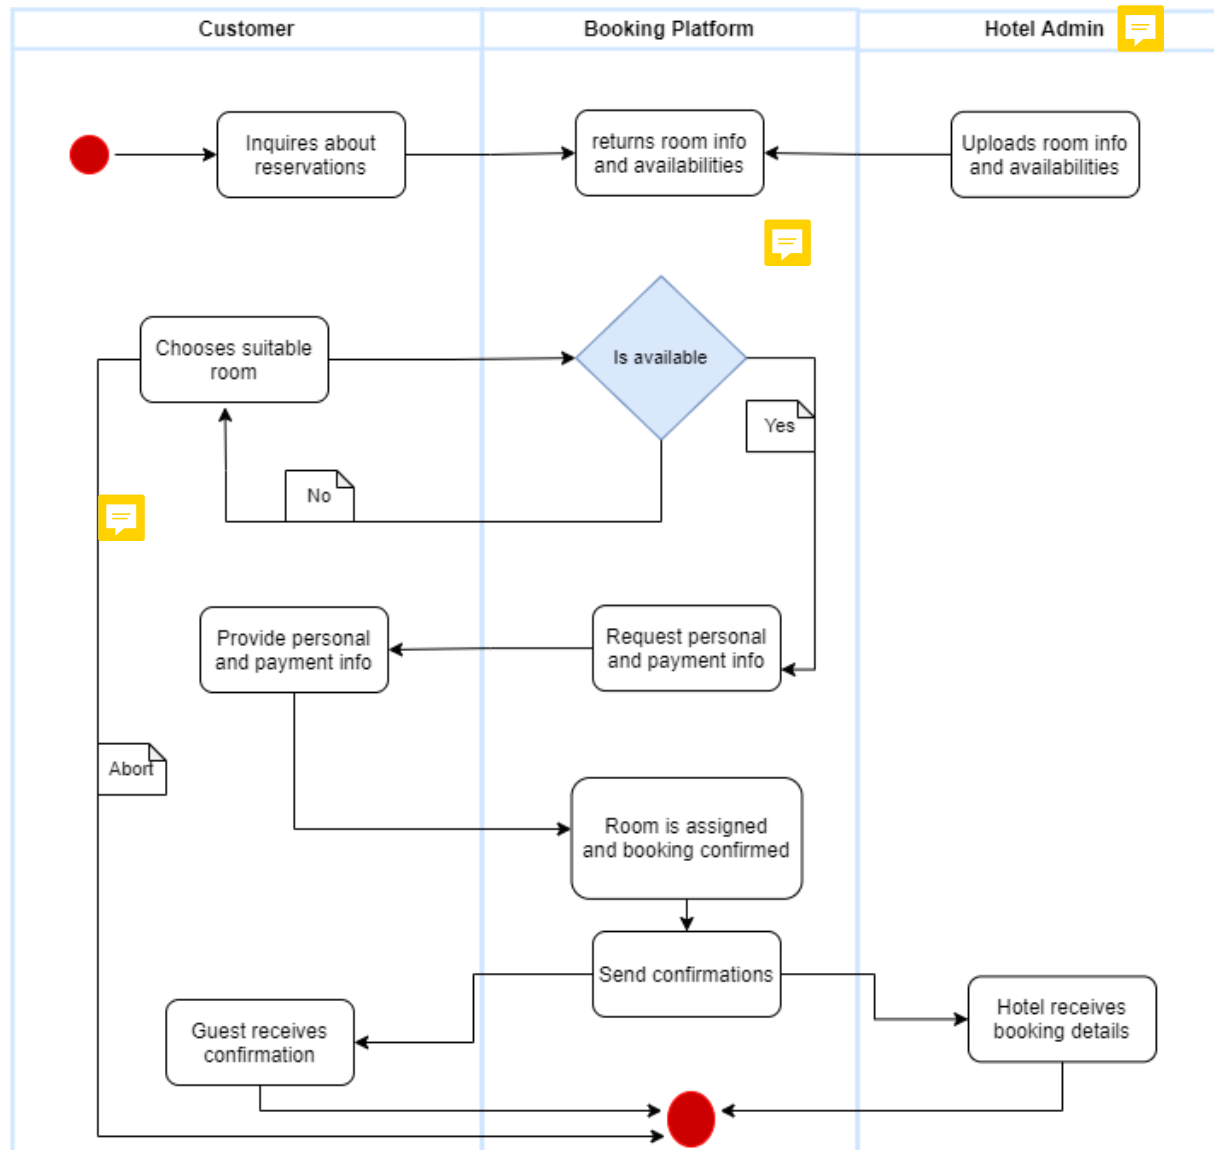 Customer
Booking Platform
Hotel Admin
Inquires about
reservations
returns room info
and availabilities
Uploads room info
and availabilities
Chooses suitable
room
Is available
Yes
No
Provide personal
and payment info
Request personal
and payment info
Abort
Room is assigned
and booking confirmed
Send confirmations
Guest receives
confirmation
Hotel receives
booking details